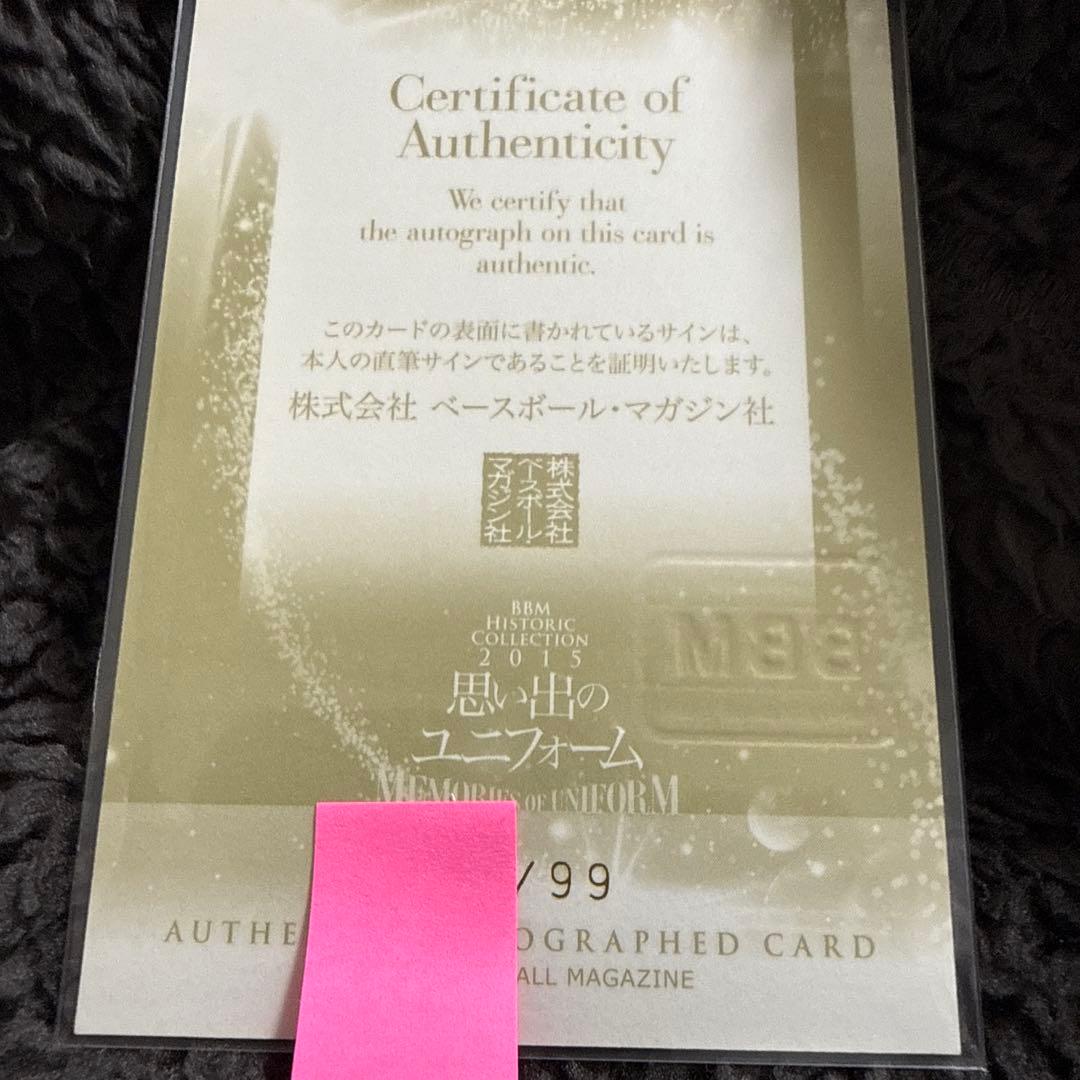 Certificate of
Authenticity
We certify that
the autograph on this card is
authentic.
このカードの表面に書かれているサインは、
本人の直筆サインであることを証明いたします。
株式会社 ベースボール・マガジン社
株式会社
ベースボール
マガジン社
BBM
HISTORIC
COLLECTION
2015
BBM
思い出の
ユニフォーム
MEMORIES OF UNIFORM
/99
AUTHE OGRAPHED CARD
ALL MAGAZINE